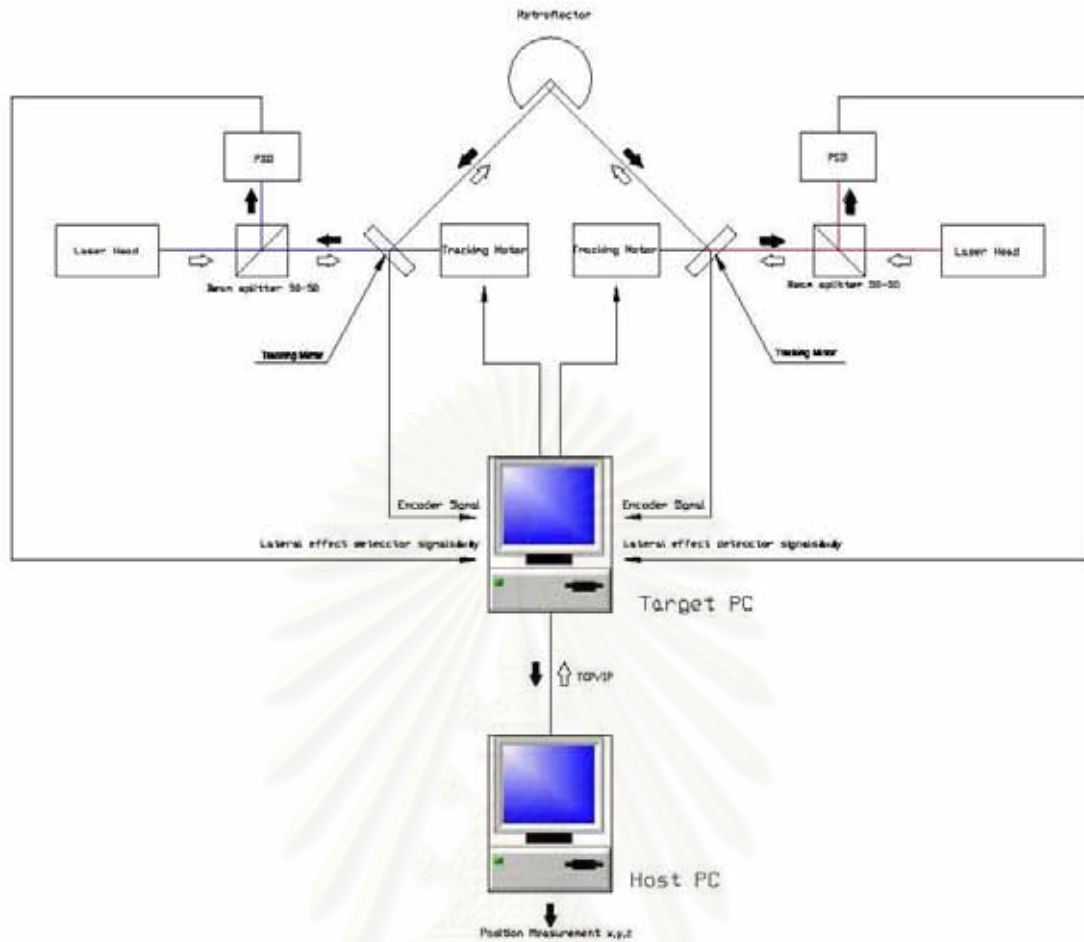 Retroflector
PSD
PSD
Laser Head
Tracking Motor
Tracking Motor
Laser Head
Beam splitter 50-50
Beam splitter 50-50
Tracking Mirror
Tracking Mirror
Encoder Signal
Encoder Signal
Lateral effect detector
Lateral effect detector
Target PC
TCP/IP
Host PC
Position Measurement x,y,z